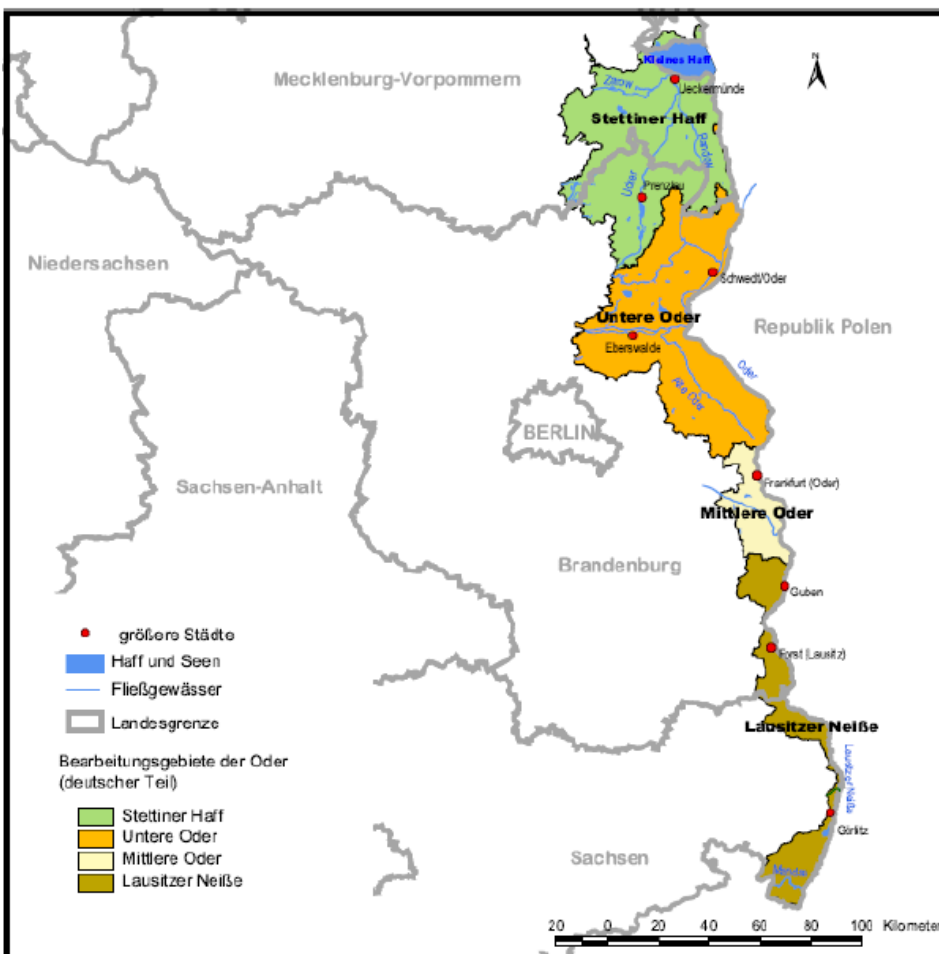 N
Kleines Haff
Mecklenburg-Vorpommern
Zarow
Ueckermünde
Stettiner Haff
Randow
Uder
Prenzlau
Niedersachsen
Schwedt/Oder
Untere Oder
Republik Polen
Eberswalde
Oder
Alte Oder
BERLIN
Sachsen-Anhalt
Frankfurt (Oder)
Mittlere Oder
Brandenburg
Guben
größere Städte
Forst (Lausitz)
Haff und Seen
Fließgewässer
Landesgrenze
Lausitzer Neiße
Lausitzer Neiße
Bearbeitungsgebiete der Oder
(deutscher Teil)
Stettiner Haff
Untere Oder
Mittlere Oder
Lausitzer Neiße
Görlitz
Sachsen
Mandau
20 0 20 40 60 80 100 Kilometer